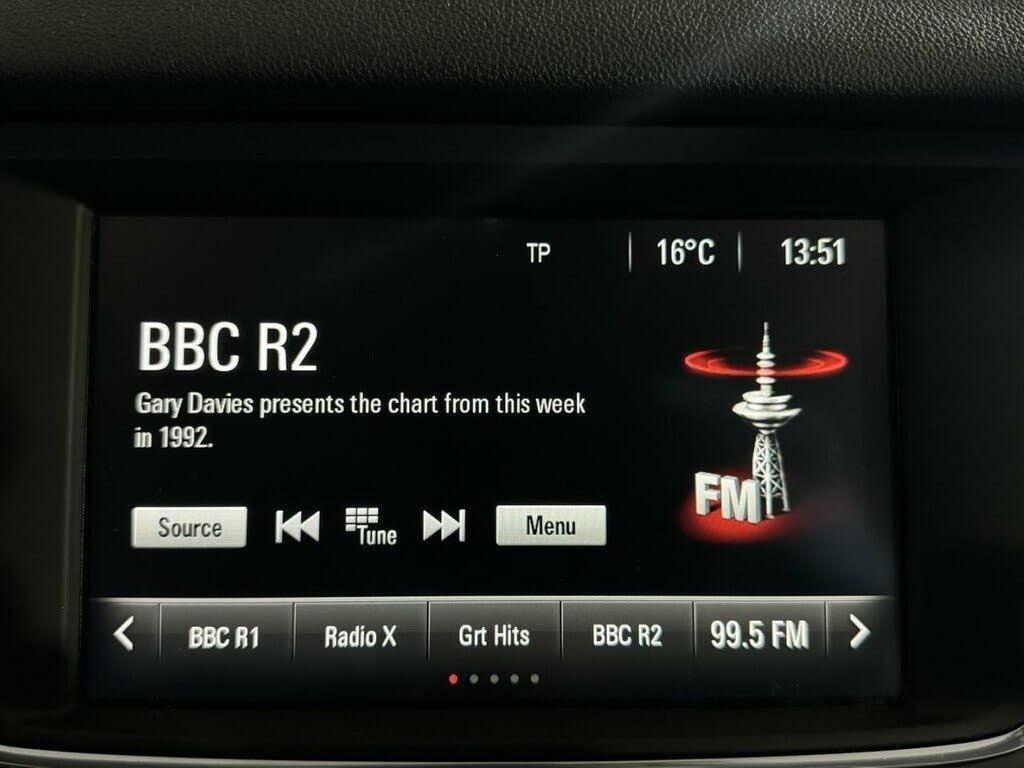 TP 16°C 13:51
BBC R2
Gary Davies presents the chart from this week
in 1992.
FM
Source Tune Menu
BBC R1 Radio X Grt Hits BBC R2 99.5 FM